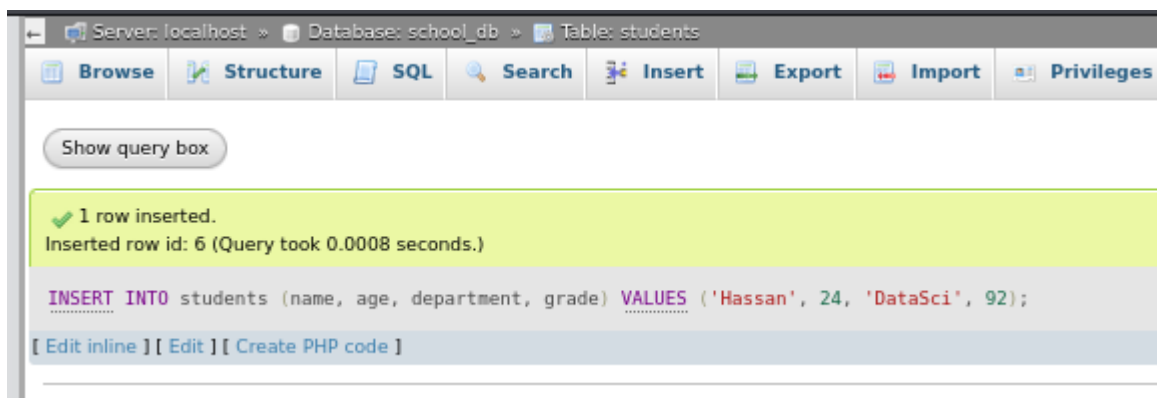 ← Server: localhost » Database: school_db » Table: students
Browse Structure SQL Search Insert Export Import Privileges
Show query box
1 row inserted.
Inserted row id: 6 (Query took 0.0008 seconds.)
INSERT INTO students (name, age, department, grade) VALUES ('Hassan', 24, 'DataSci', 92);
[ Edit inline ] [ Edit ] [ Create PHP code ]